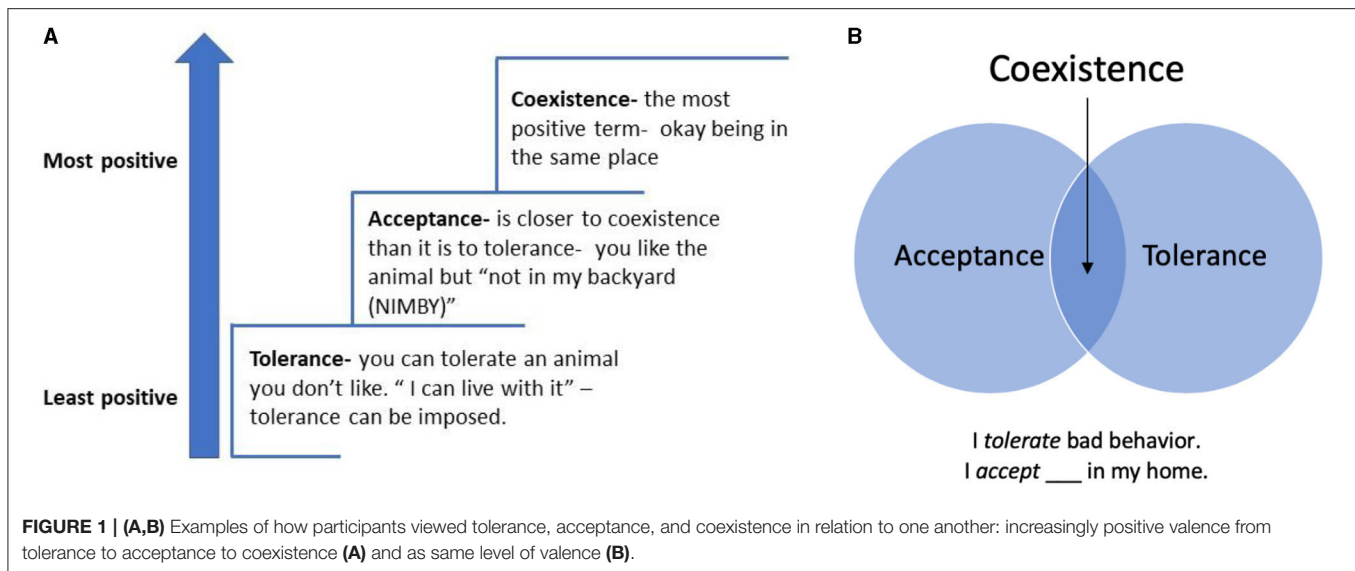 A
Most positive
Least positive
Coexistence- the most
positive term- okay being in
the same place
Acceptance- is closer to coexistence
than it is to tolerance- you like the
animal but “not in my backyard
(NIMBY)”
Tolerance- you can tolerate an animal
you don’t like. “ I can live with it” –
tolerance can be imposed.
B
Coexistence
Acceptance
Tolerance
I tolerate bad behavior.
I accept ___ in my home.
FIGURE 1 | (A,B) Examples of how participants viewed tolerance, acceptance, and coexistence in relation to one another: increasingly positive valence from
tolerance to acceptance to coexistence (A) and as same level of valence (B).